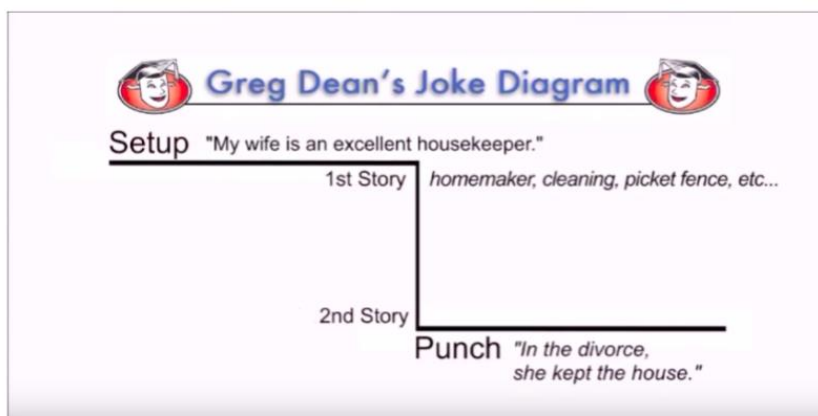 Greg Dean's Joke Diagram
Setup "My wife is an excellent housekeeper."
1st Story homemaker, cleaning, picket fence, etc...
2nd Story
Punch "In the divorce,
she kept the house."